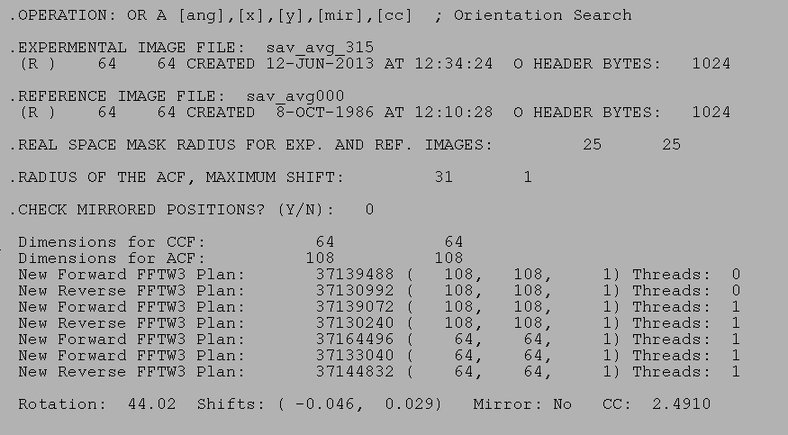 .OPERATION: OR A [ang],[x],[y],[mir],[cc] ; Orientation Search
.EXPERMENTAL IMAGE FILE: sav_avg_315
(R ) 64 64 CREATED 12-JUN-2013 AT 12:34:24 O HEADER BYTES: 1024
.REFERENCE IMAGE FILE: sav_avg000
(R ) 64 64 CREATED 8-OCT-1986 AT 12:10:28 O HEADER BYTES: 1024
.REAL SPACE MASK RADIUS FOR EXP. AND REF. IMAGES: 25 25
.RADIUS OF THE ACF, MAXIMUM SHIFT: 31 1
.CHECK MIRRORED POSITIONS? (Y/N): 0
Dimensions for CCF: 64 64
Dimensions for ACF: 108 108
New Forward FFTW3 Plan: 37139488 ( 108, 108, 1) Threads: 0
New Reverse FFTW3 Plan: 37130992 ( 108, 108, 1) Threads: 0
New Forward FFTW3 Plan: 37139072 ( 108, 108, 1) Threads: 1
New Reverse FFTW3 Plan: 37130240 ( 108, 108, 1) Threads: 1
New Forward FFTW3 Plan: 37164496 ( 64, 64, 1) Threads: 1
New Forward FFTW3 Plan: 37133040 ( 64, 64, 1) Threads: 1
New Reverse FFTW3 Plan: 37144832 ( 64, 64, 1) Threads: 1
Rotation: 44.02 Shifts: ( -0.046, 0.029) Mirror: No CC: 2.4910